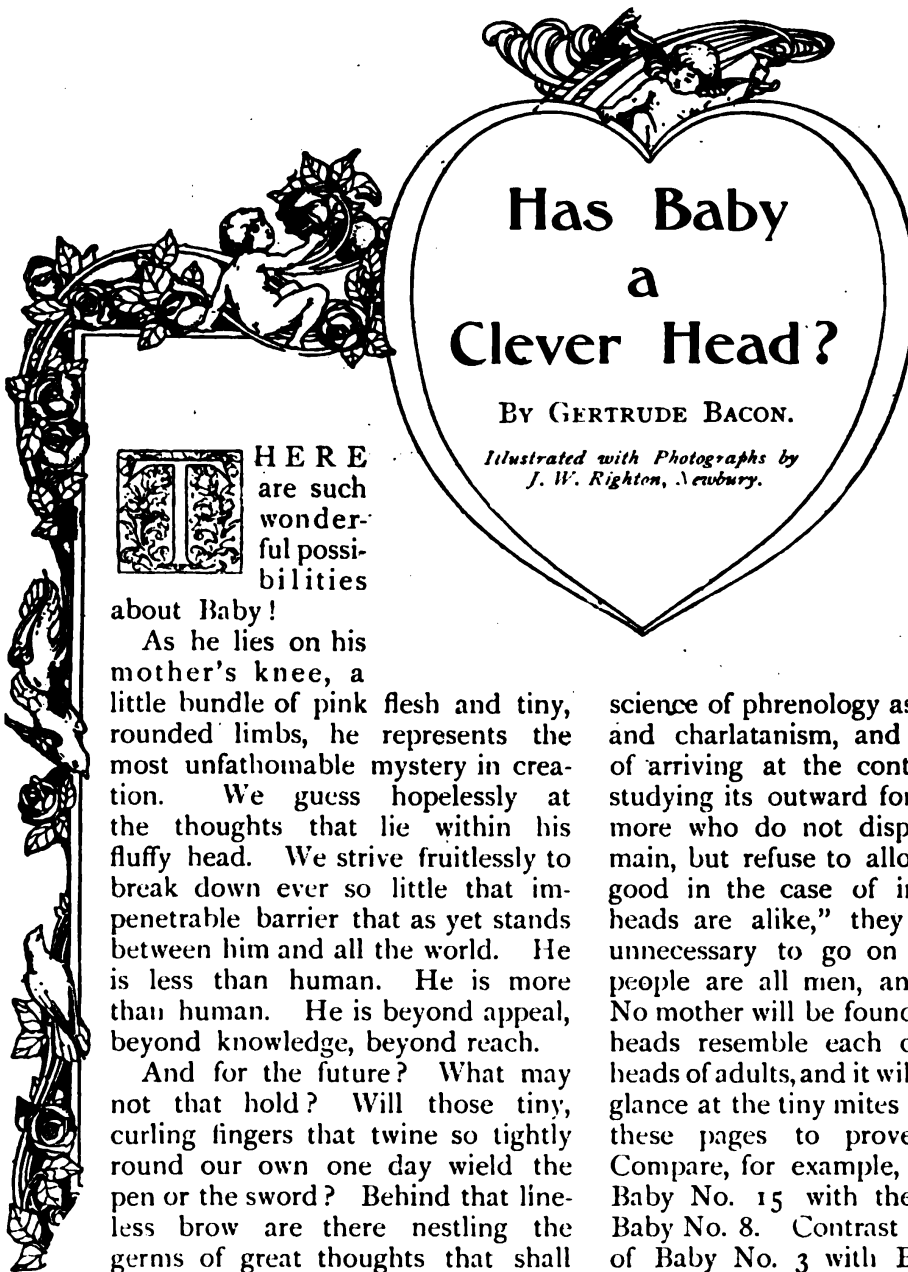 Has Baby
a
Clever Head?
BY GERTRUDE BACON.
Illustrated with Photographs by
J. W. Righton, Newbury.
THERE
are such
wonder-
ful possi-
bilities
about Baby!
As he lies on his
mother's knee, a
little bundle of pink flesh and tiny,
rounded limbs, he represents the
most unfathomable mystery in crea-
tion. We guess hopelessly at
the thoughts that lie within his
fluffy head. We strive fruitlessly to
break down ever so little that im-
penetrable barrier that as yet stands
between him and all the world. He
is less than human. He is more
than human. He is beyond appeal,
beyond knowledge, beyond reach.
And for the future? What may
not that hold? Will those tiny,
curling fingers that twine so tightly
round our own one day wield the
pen or the sword? Behind that line-
less brow are there nestling the
germs of great thoughts that shall
science of phrenology as
and charlatanism, and
of arriving at the cont
studying its outward for
more who do not disp
main, but refuse to allo
good in the case of in
heads are alike," they
unnecessary to go on
people are all men, an
No mother will be found
heads resemble each o
heads of adults, and it wil
glance at the tiny mites
these pages to prove
Compare, for example,
Baby No. 15 with the
Baby No. 8. Contrast
of Baby No. 3 with B